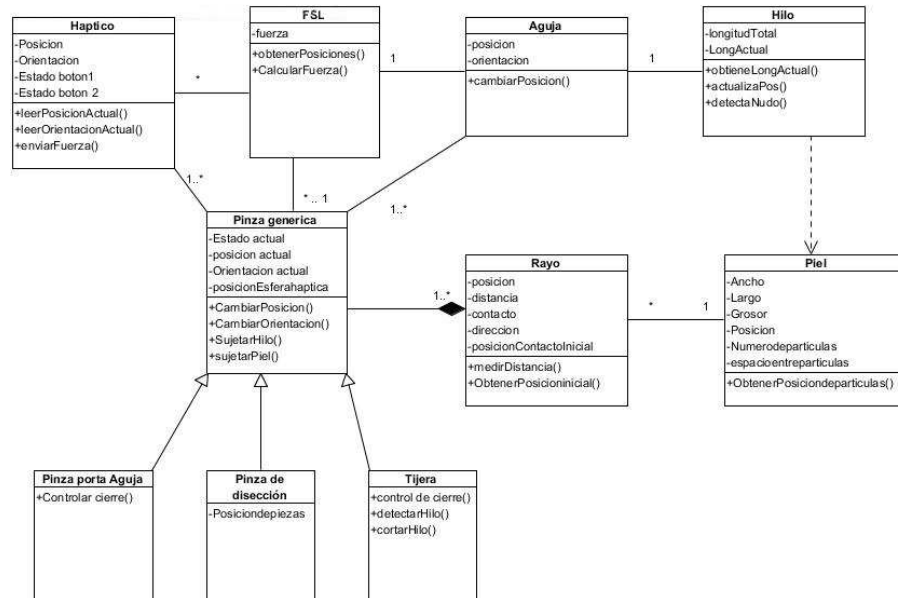 Haptico
-Posicion
-Orientacion
-Estado boton1
-Estado boton 2
+leerPosicionActual()
+leerOrientacionActual()
+enviarFuerza()
*
FSL
-fuerza
+obtenerPosiciones()
+CalcularFuerza()
1
Aguja
-posicion
-orientacion
+cambiarPosicion()
1
Hilo
-longitudTotal
-LongActual
+obtieneLongActual()
+actualizaPos()
+detectaNudo()
1..*
* .. 1
1..*
Pinza generica
-Estado actual
-posicion actual
-Orientacion actual
-posicionEsferahaptica
+CambiarPosicion()
+CambiarOrientacion()
+SujetarHilo()
+sujetarPiel()
1..*
Rayo
-posicion
-distancia
-contacto
-direccion
-posicionContactoInicial
+medirDistancia()
+ObtenerPosicioninicial()
*
1
Piel
-Ancho
-Largo
-Grosor
-Posicion
-Numerodeparticulas
-espacioentreparticulas
+ObtenerPosiciondeparticulas()
Pinza porta Aguja
+Controlar cierre()
Pinza de
disección
-Posiciondepiezas
Tijera
+control de cierre()
+detectarHilo()
+cortarHilo()